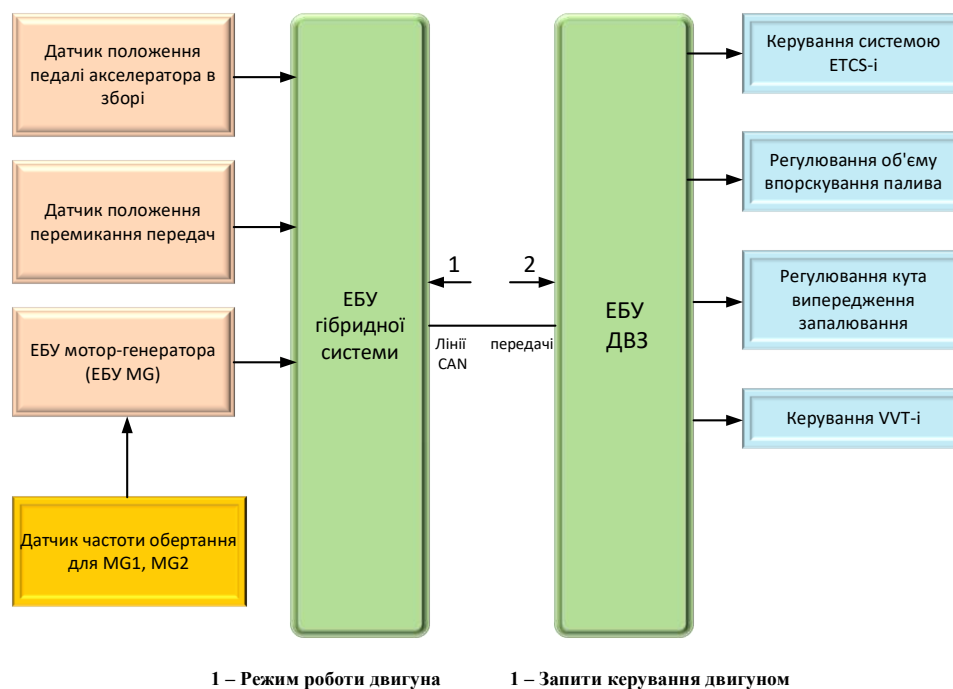 Датчик положення
педалі акселератора в
зборі
Датчик положення
перемикання передач
ЕБУ мотор-генератора
(ЕБУ MG)
Датчик частоти обертання
для MG1, MG2
ЕБУ
гібридної
системи
1
2
Лінії передачі
CAN
ЕБУ
ДВЗ
Керування системою
ETCS-i
Регулювання об'єму
впорскування палива
Регулювання кута
випередження
запалювання
Керування VVT-i
1 – Режим роботи двигуна
1 – Запити керування двигуном